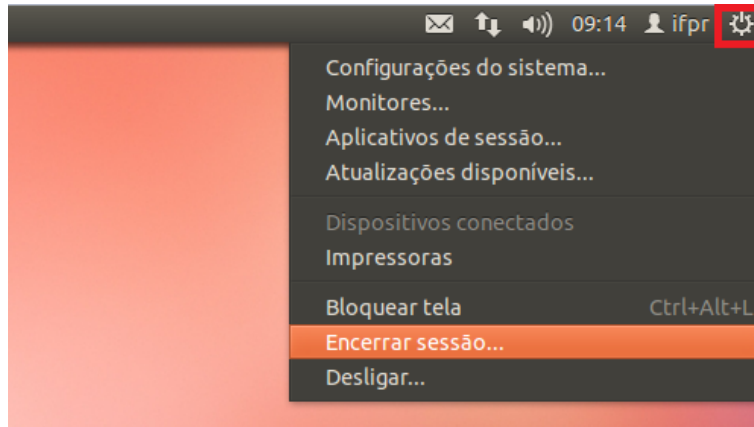 09:14 ifpr
Configurações do sistema...
Monitores...
Aplicativos de sessão...
Atualizações disponíveis...
Dispositivos conectados
Impressoras
Bloquear tela Ctrl+Alt+L
Encerrar sessão...
Desligar...